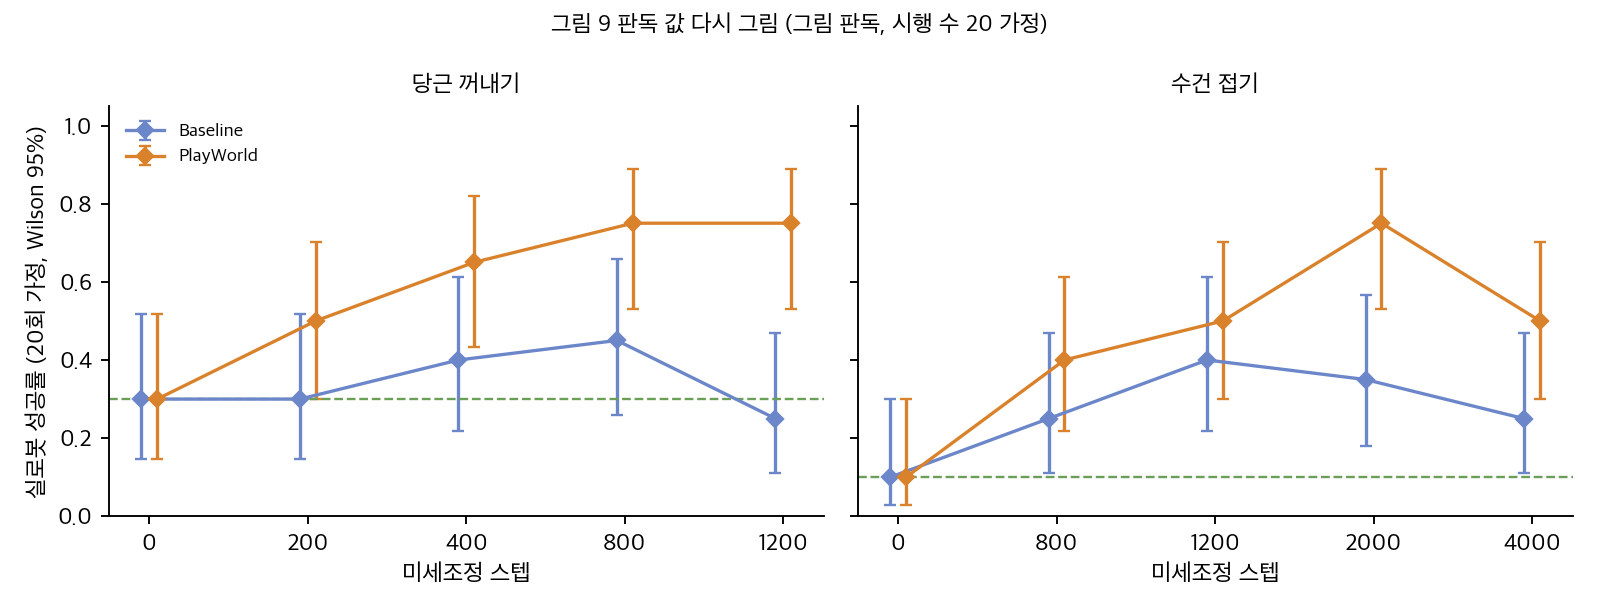 그림 9 판독 값 다시 그림 (그림 판독, 시행 수 20 가정)
당근 꺼내기
실로봇 성공률 (20회 가정, Wilson 95%)
1.0
0.8
0.6
0.4
0.2
0.0
Baseline
PlayWorld
0 200 400 800 1200
미세조정 스텝
수건 접기
0 800 1200 2000 4000
미세조정 스텝